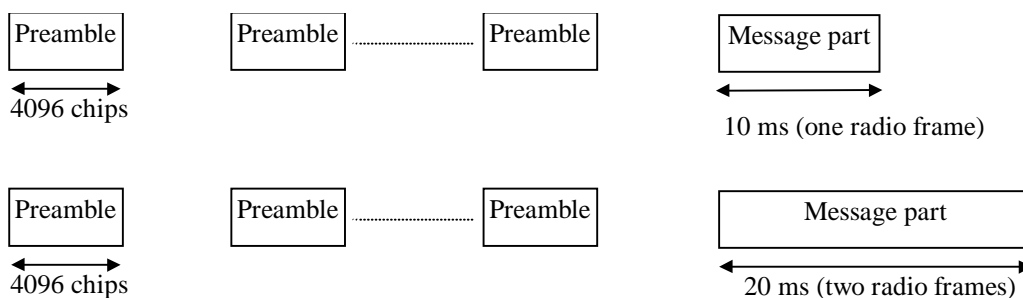 Preamble Preamble Preamble Message part
4096 chips 10 ms (one radio frame)
Preamble Preamble Preamble Message part
4096 chips 20 ms (two radio frames)